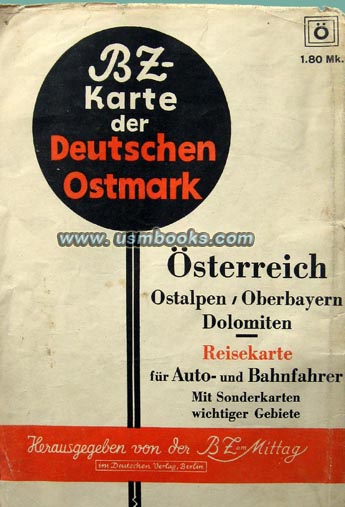 Ö
1.80 Mk.
BZ-
Karte
der
Deutschen
Ostmark
www.usmbooks.com
Österreich
Ostalpen / Oberbayern
Dolomiten
Reisekarte
für Auto- und Bahnfahrer
Mit Sonderkarten
wichtiger Gebiete
Herausgegeben von der BZ am Mittag
im Deutschen Verlag, Berlin